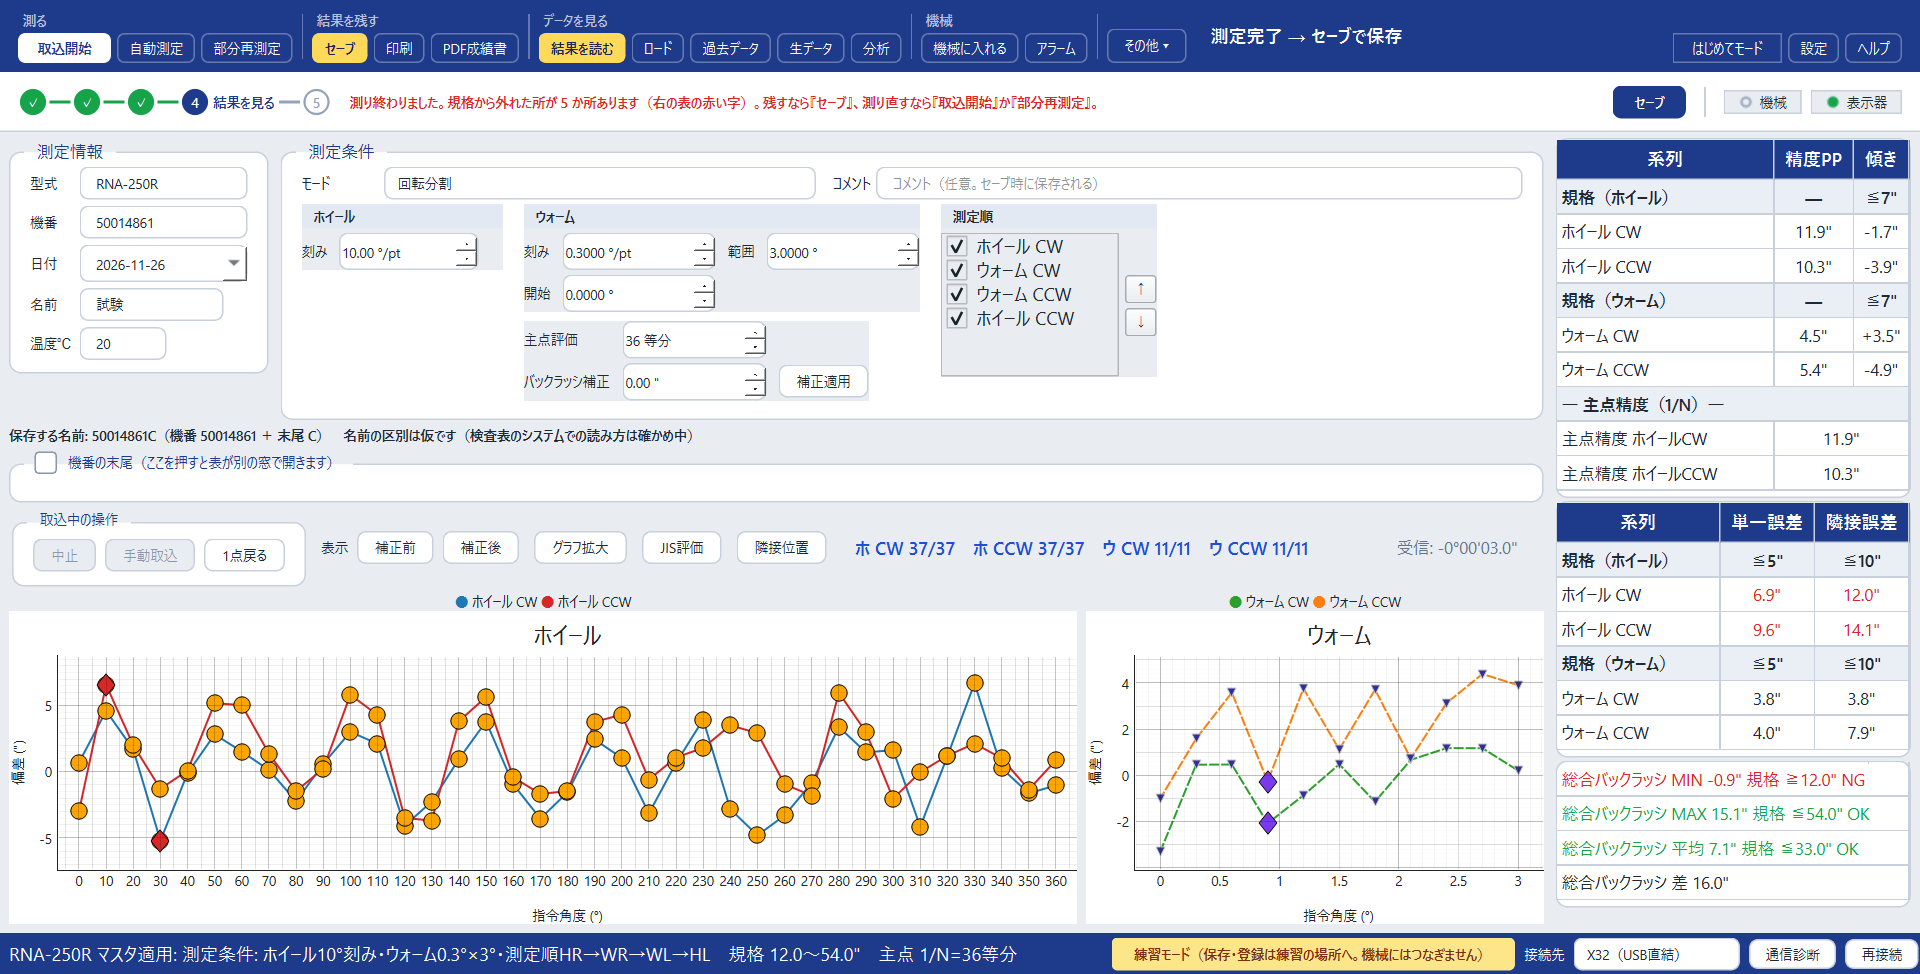 測る 結果を残す データを見る 機械
取込開始 自動測定 部分再測定 セーブ 印刷 PDF成績書 結果を読む ロード 過去データ 生データ 分析 機械に入れる アラーム その他 ▾ 測定完了 → セーブで保存 はじめてモード 設定 ヘルプ
✓ ✓ ✓ 4 結果を見る 5 測り終わりました。規格から外れた所が 5 か所あります（右の表の赤い字）。残すなら『セーブ』、測り直すなら『取込開始』か『部分再測定』。 セーブ 機械 表示器
測定情報
型式 RNA-250R
機番 50014861
日付 2026-11-26
名前 試験
温度°C 20
測定条件
モード 回転分割 コメント コメント（任意。セーブ時に保存される）
ホイール
刻み 10.00 °/pt
ウォーム
刻み 0.3000 °/pt 範囲 3.0000 °
開始 0.0000 °
主点評価 36 等分
バックラッシ補正 0.00 " 補正適用
測定順
✓ ホイール CW
✓ ウォーム CW
✓ ウォーム CCW
✓ ホイール CCW
↑
↓
保存する名前: 50014861C（機番 50014861 ＋ 末尾 C） 名前の区別は仮です（検査表のシステムでの読み方は確かめ中）
機番の末尾（ここを押すと表が別の窓で開きます）
取込中の操作
中止 手動取込 1点戻る 表示 補正前 補正後 グラフ拡大 JIS評価 隣接位置 ホ CW 37/37 ホ CCW 37/37 ウ CW 11/11 ウ CCW 11/11 受信: -0°00'03.0"
ホイール CW ホイール CCW
ホイール
偏差 (")
5
0
-5
0 10 20 30 40 50 60 70 80 90 100 110 120 130 140 150 160 170 180 190 200 210 220 230 240 250 260 270 280 290 300 310 320 330 340 350 360
指令角度 (°)
ウォーム CW ウォーム CCW
ウォーム
偏差 (")
4
2
0
-2
0 0.5 1 1.5 2 2.5 3
指令角度 (°)
系列 精度PP 傾き
規格（ホイール） — ≦7"
ホイール CW 11.9" -1.7"
ホイール CCW 10.3" -3.9"
規格（ウォーム） — ≦7"
ウォーム CW 4.5" +3.5"
ウォーム CCW 5.4" -4.9"
— 主点精度（1/N）—
主点精度 ホイールCW 11.9"
主点精度 ホイールCCW 10.3"
系列 単一誤差 隣接誤差
規格（ホイール） ≦5" ≦10"
ホイール CW 6.9" 12.0"
ホイール CCW 9.6" 14.1"
規格（ウォーム） ≦5" ≦10"
ウォーム CW 3.8" 3.8"
ウォーム CCW 4.0" 7.9"
総合バックラッシ MIN -0.9" 規格 ≧12.0" NG
総合バックラッシ MAX 15.1" 規格 ≦54.0" OK
総合バックラッシ 平均 7.1" 規格 ≦33.0" OK
総合バックラッシ 差 16.0"
RNA-250R マスタ適用: 測定条件: ホイール10°刻み・ウォーム0.3°×3°・測定順HR→WR→WL→HL 規格 12.0～54.0" 主点 1/N=36等分 練習モード（保存・登録は練習の場所へ。機械にはつなぎません） 接続先 X32（USB直結） 通信診断 再接続